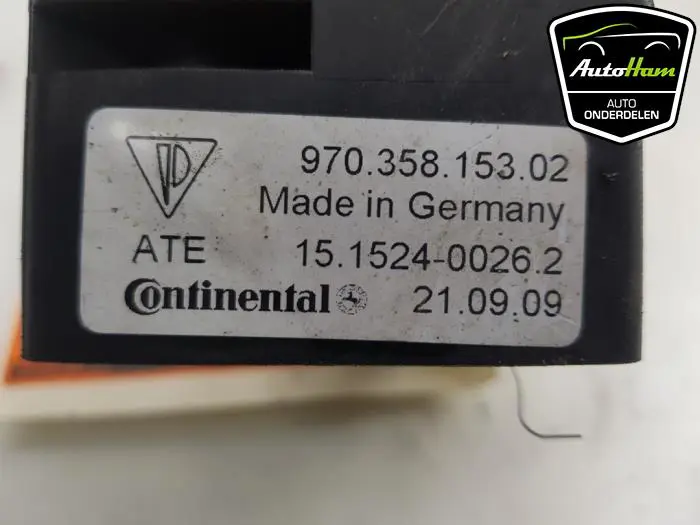 AutoHam
AUTO
ONDERDELEN
970.358.153.02
Made in Germany
ATE 15.1524-0026.2
Continental 21.09.09